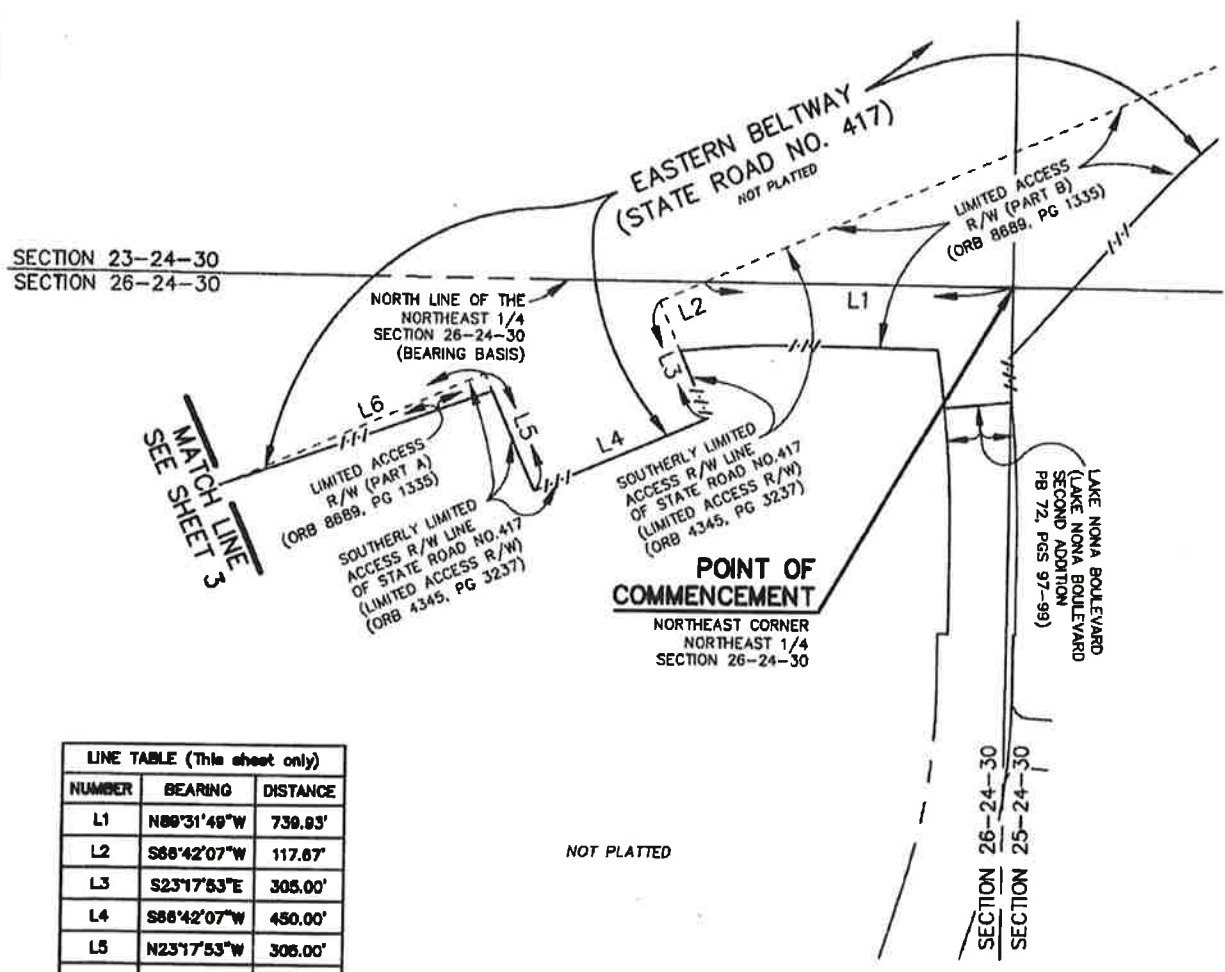 EASTERN BELTWAY
(STATE ROAD NO. 417)
NOT PLATTED
LIMITED ACCESS
R/W (PART B)
(ORB 8689, PG 1335)
SECTION 23-24-30
SECTION 26-24-30
NORTH LINE OF THE
NORTHEAST 1/4
SECTION 26-24-30
(BEARING BASIS)
L1
L2
L3
L4
L5
L6
MATCH LINE
SEE SHEET 3
LIMITED ACCESS
R/W (PART A)
(ORB 8689, PG 1335)
SOUTHERLY LIMITED
ACCESS R/W LINE
OF STATE ROAD NO.417
(LIMITED ACCESS R/W)
(ORB 4345, PG 3237)
SOUTHERLY LIMITED
ACCESS R/W LINE
OF STATE ROAD NO.417
(LIMITED ACCESS R/W)
(ORB 4345, PG 3237)
POINT OF
COMMENCEMENT
NORTHEAST CORNER
NORTHEAST 1/4
SECTION 26-24-30
LAKE NONA BOULEVARD
(LAKE NONA BOULEVARD
SECOND ADDITION
PB 72, PGS 97-99)
SECTION 26-24-30
SECTION 25-24-30
NOT PLATTED
LINE TABLE (This sheet only)
NUMBER BEARING DISTANCE
L1 N89°31'49"W 739.93'
L2 S66°42'07"W 117.67'
L3 S23°17'53"E 305.00'
L4 S66°42'07"W 450.00'
L5 N23°17'53"W 305.00'